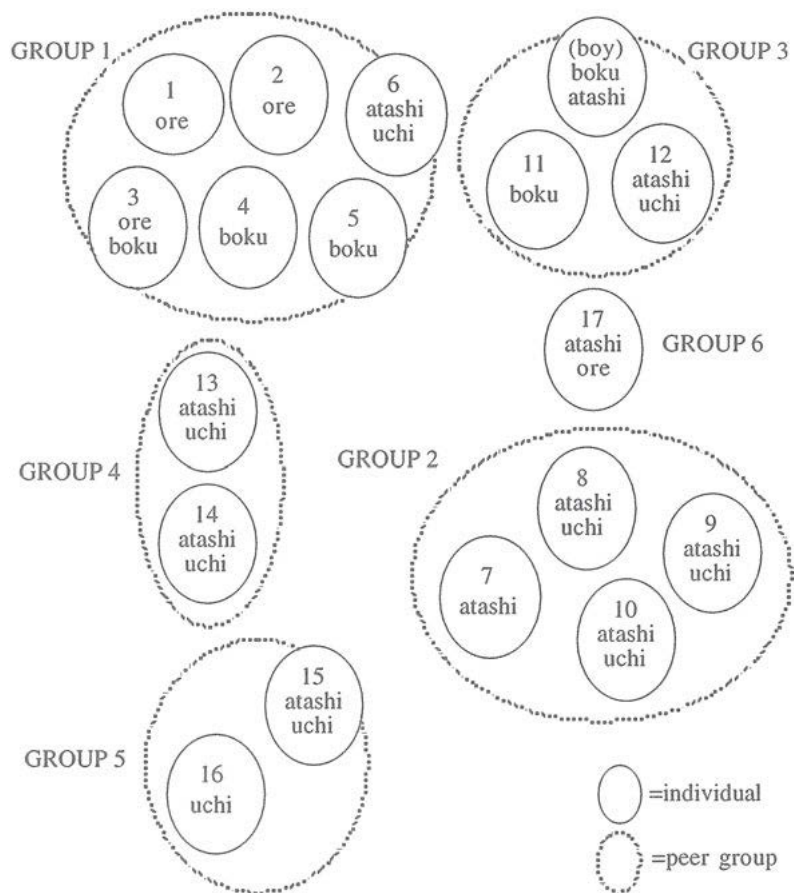 GROUP 1
1
ore
2
ore
6
atashi
uchi
3
ore
boku
4
boku
5
boku
GROUP 3
(boy)
boku
atashi
11
boku
12
atashi
uchi
17
atashi
ore
GROUP 6
GROUP 4
13
atashi
uchi
14
atashi
uchi
GROUP 2
8
atashi
uchi
9
atashi
uchi
7
atashi
10
atashi
uchi
GROUP 5
15
atashi
uchi
16
uchi
=individual
=peer group